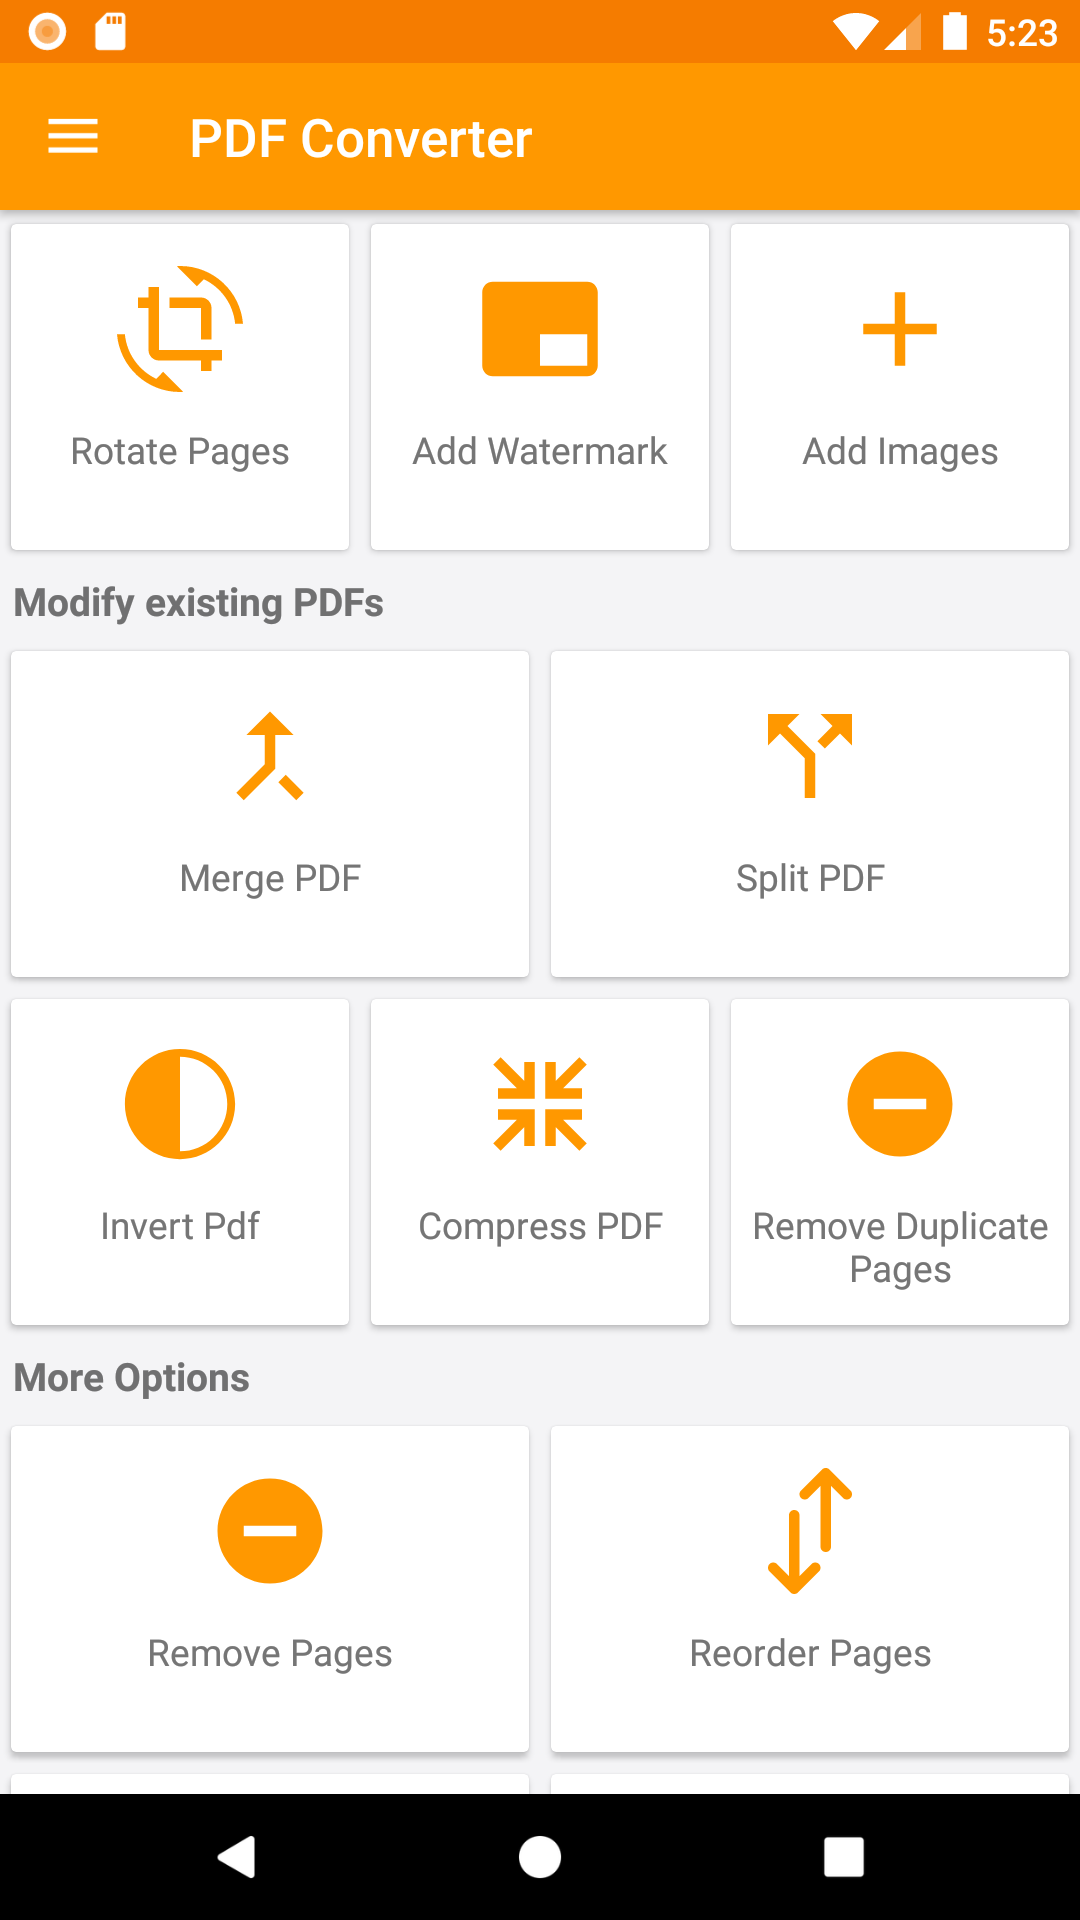 5:23
PDF Converter
Rotate Pages
Add Watermark
Add Images
Modify existing PDFs
Merge PDF
Split PDF
Invert Pdf
Compress PDF
Remove Duplicate
Pages
More Options
Remove Pages
Reorder Pages